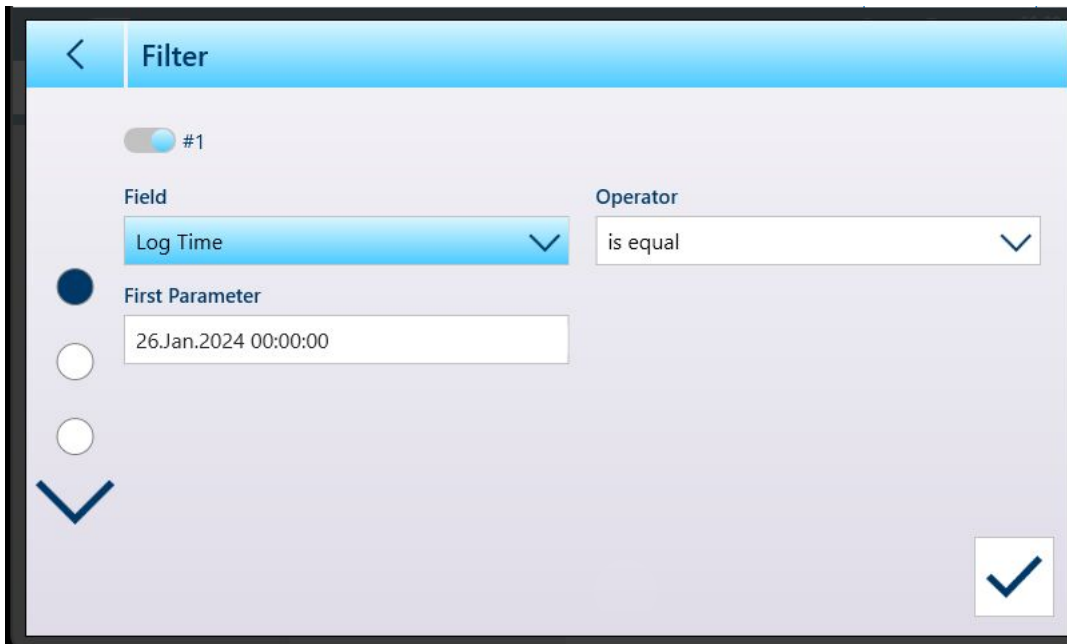 Filter
#1
Field
Operator
Log Time
is equal
First Parameter
26.Jan.2024 00:00:00